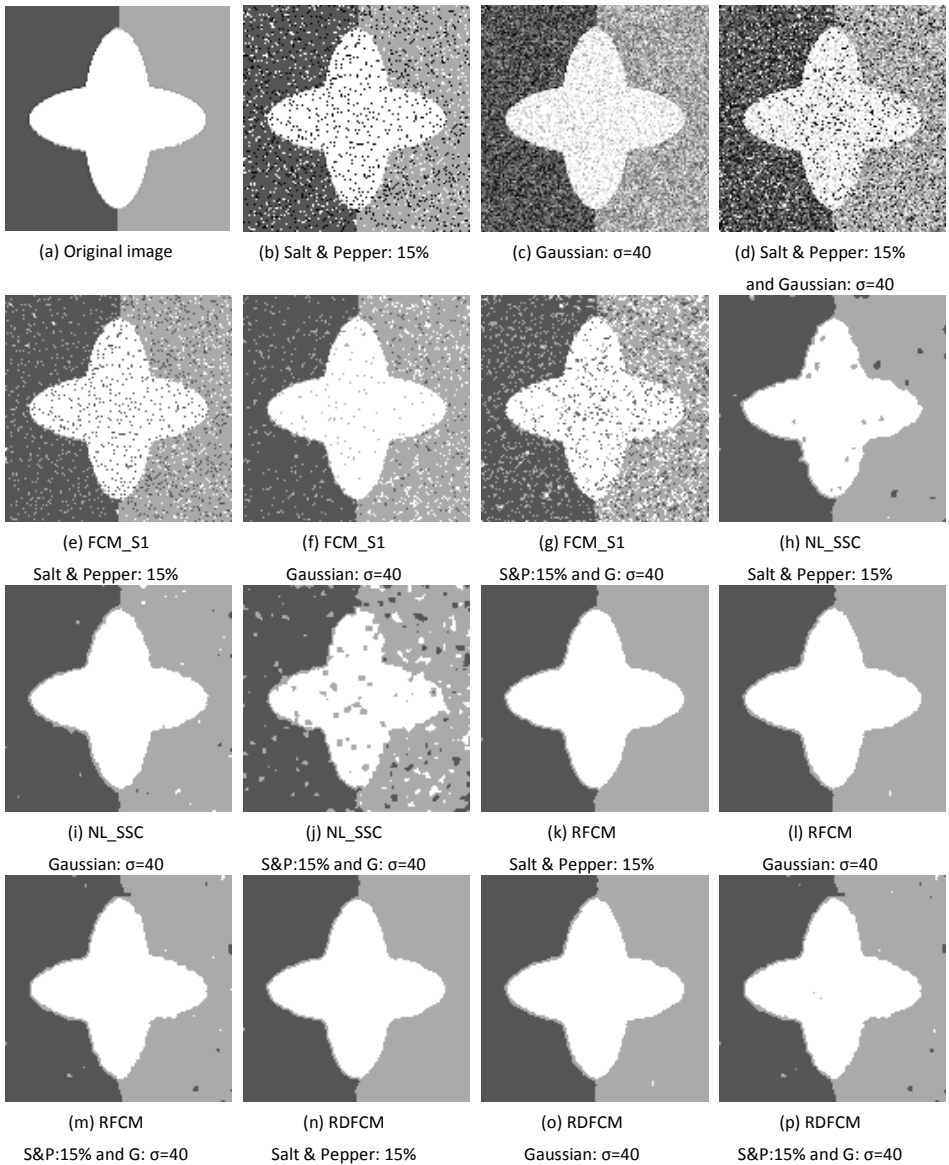 (a) Original image
(b) Salt & Pepper: 15%
(c) Gaussian: σ=40
(d) Salt & Pepper: 15%
and Gaussian: σ=40
(e) FCM_S1
Salt & Pepper: 15%
(f) FCM_S1
Gaussian: σ=40
(g) FCM_S1
S&P:15% and G: σ=40
(h) NL_SSC
Salt & Pepper: 15%
(i) NL_SSC
Gaussian: σ=40
(j) NL_SSC
S&P:15% and G: σ=40
(k) RFCM
Salt & Pepper: 15%
(l) RFCM
Gaussian: σ=40
(m) RFCM
S&P:15% and G: σ=40
(n) RDFCM
Salt & Pepper: 15%
(o) RDFCM
Gaussian: σ=40
(p) RDFCM
S&P:15% and G: σ=40